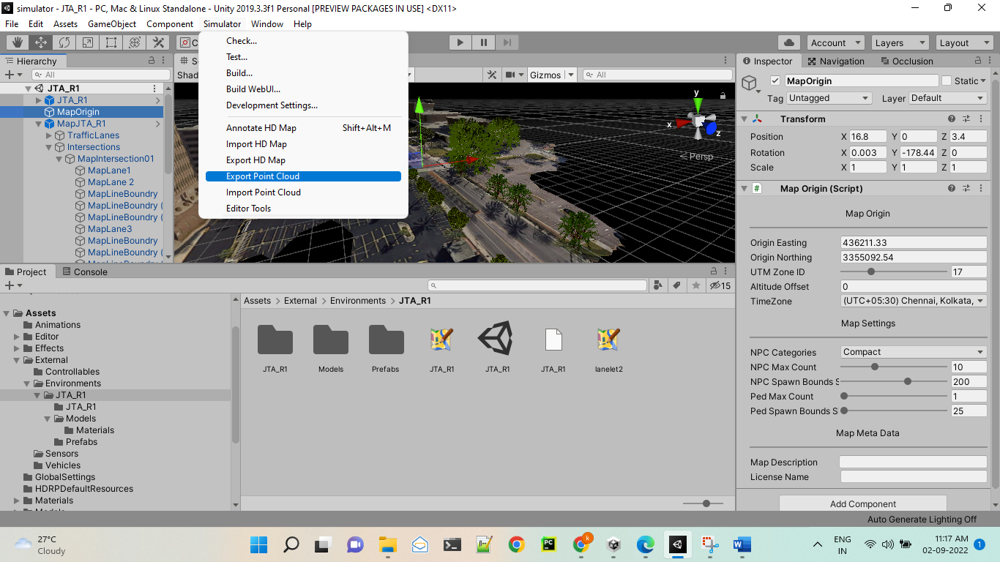 simulator - JTA_R1 - PC, Mac & Linux Standalone - Unity 2019.3.3f1 Personal [PREVIEW PACKAGES IN USE] <DX11>
File Edit Assets GameObject Component Simulator Window Help
Account Layers Layout
Check...
Test...
Build...
Build WebUI...
Development Settings...
Annotate HD Map Shift+Alt+M
Import HD Map
Export HD Map
Export Point Cloud
Import Point Cloud
Editor Tools
Hierarchy
All
JTA_R1
JTA_R1
MapOrigin
MapJTA_R1
TrafficLanes
Intersections
MapIntersection01
MapLane1
MapLane 2
MapLineBoundry
MapLineBoundry (
MapLineBoundry (
MapLane3
MapLineBoundry
MapLineBoundry (
MapLineBoundry (
Shad
Gizmos
All
y
x
z
Persp
Inspector Navigation Occlusion
MapOrigin Static
Tag Untagged Layer Default
Transform
Position X 16.8 Y 0 Z 3.4
Rotation X 0.003 Y -178.44 Z 0
Scale X 1 Y 1 Z 1
# Map Origin (Script)
Map Origin
Origin Easting 436211.33
Origin Northing 3355092.54
UTM Zone ID 17
Altitude Offset 0
TimeZone (UTC+05:30) Chennai, Kolkata,
Map Settings
NPC Categories Compact
NPC Max Count 10
NPC Spawn Bounds S 200
Ped Max Count 1
Ped Spawn Bounds S 25
Map Meta Data
Map Description
License Name
Add Component
Auto Generate Lighting Off
Project Console
15
Assets
Animations
Editor
Effects
External
Controllables
Environments
JTA_R1
JTA_R1
Models
Materials
Prefabs
Sensors
Vehicles
GlobalSettings
HDRPDefaultResources
Materials
Assets > External > Environments > JTA_R1
JTA_R1 Models Prefabs JTA_R1 JTA_R1 JTA_R1 lanelet2
27°C
Cloudy
PC
k
W
ENG
IN
11:17 AM
02-09-2022
1